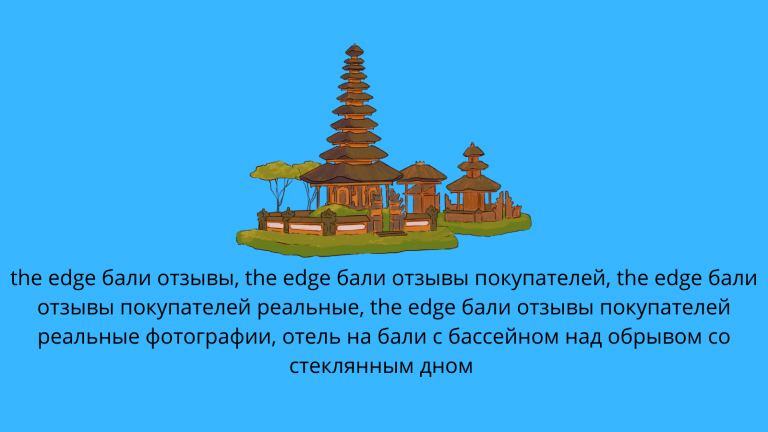 the edge бали отзывы, the edge бали отзывы покупателей, the edge бали
отзывы покупателей реальные, the edge бали отзывы покупателей
реальные фотографии, отель на бали с бассейном над обрывом со
стеклянным дном